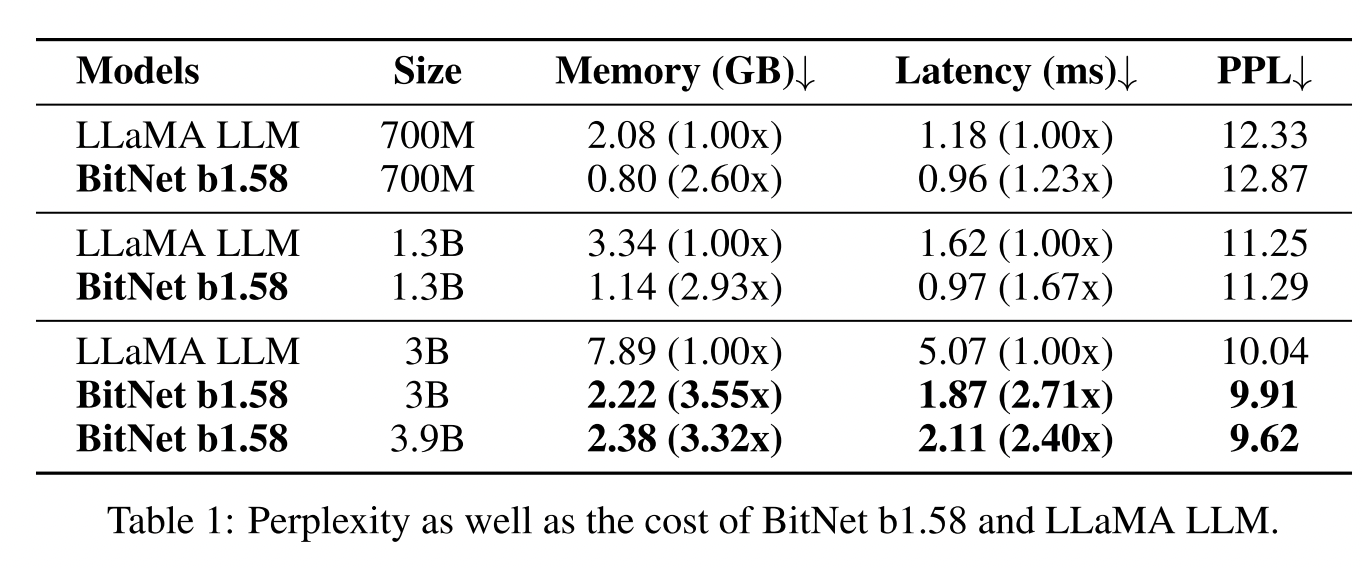 Models Size Memory (GB)↓ Latency (ms)↓ PPL↓
LLaMA LLM 700M 2.08 (1.00x) 1.18 (1.00x) 12.33
BitNet b1.58 700M 0.80 (2.60x) 0.96 (1.23x) 12.87
LLaMA LLM 1.3B 3.34 (1.00x) 1.62 (1.00x) 11.25
BitNet b1.58 1.3B 1.14 (2.93x) 0.97 (1.67x) 11.29
LLaMA LLM 3B 7.89 (1.00x) 5.07 (1.00x) 10.04
BitNet b1.58 3B 2.22 (3.55x) 1.87 (2.71x) 9.91
BitNet b1.58 3.9B 2.38 (3.32x) 2.11 (2.40x) 9.62
Table 1: Perplexity as well as the cost of BitNet b1.58 and LLaMA LLM.